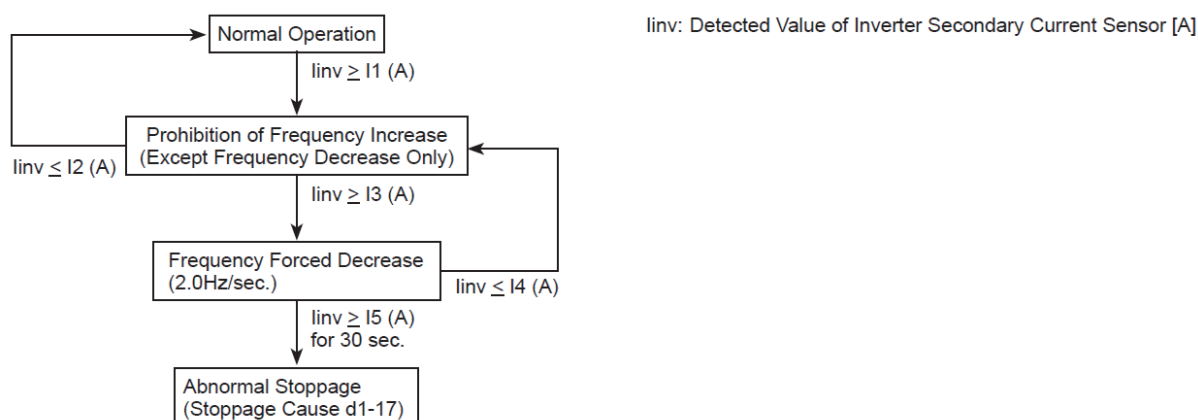 Iinv: Detected Value of Inverter Secondary Current Sensor [A]
Normal Operation
Iinv ≥ I1 (A)
Prohibition of Frequency Increase
(Except Frequency Decrease Only)
Iinv ≤ I2 (A)
Iinv ≥ I3 (A)
Frequency Forced Decrease
(2.0Hz/sec.)
Iinv ≤ I4 (A)
Iinv ≥ I5 (A)
for 30 sec.
Abnormal Stoppage
(Stoppage Cause d1-17)